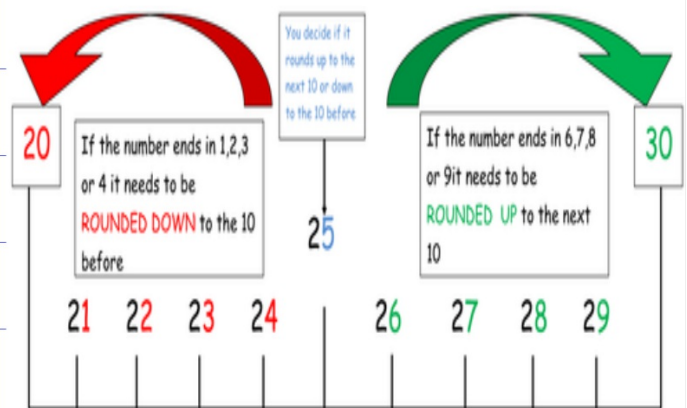 You decide if it
rounds up to the
next 10 or down
to the 10 before
20
If the number ends in 1,2,3
or 4 it needs to be
ROUNDED DOWN to the 10
before
25
If the number ends in 6,7,8
or 9it needs to be
ROUNDED UP to the next
10
30
21 22 23 24 26 27 28 29